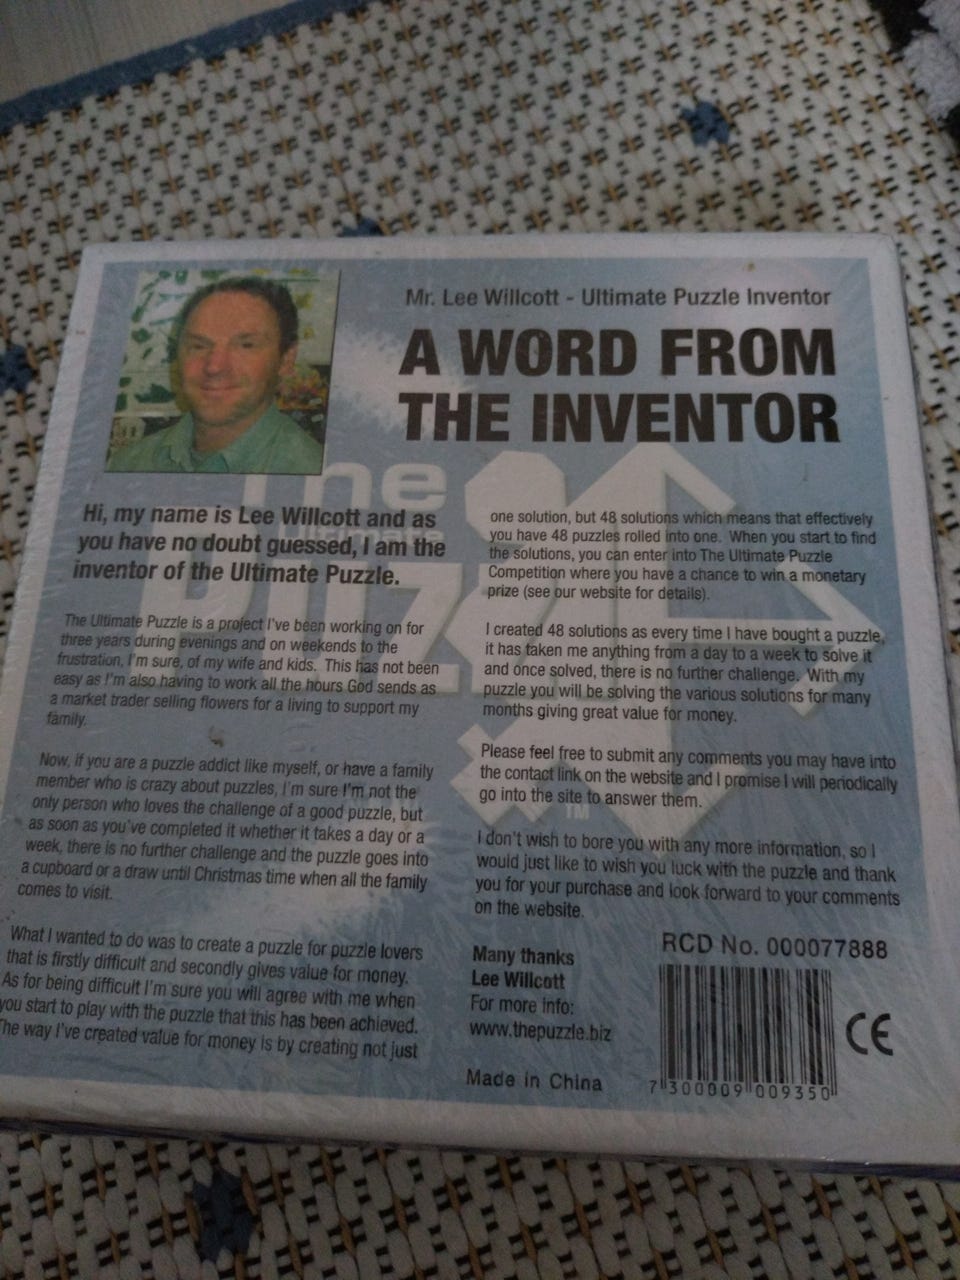 Mr. Lee Willcott - Ultimate Puzzle Inventor
A WORD FROM
THE INVENTOR
The
Hi, my name is Lee Willcott and as
you have no doubt guessed, I am the
inventor of the Ultimate Puzzle.
The Ultimate Puzzle is a project I've been working on for
three years during evenings and on weekends to the
frustration, I'm sure, of my wife and kids. This has not been
easy as I'm also having to work all the hours God sends as
a market trader selling flowers for a living to support my
family.
Now, if you are a puzzle addict like myself, or have a family
member who is crazy about puzzles, I'm sure I'm not the
only person who loves the challenge of a good puzzle, but
as soon as you've completed it whether it takes a day or a
week, there is no further challenge and the puzzle goes into
a cupboard or a draw until Christmas time when all the family
comes to visit.
What I wanted to do was to create a puzzle for puzzle lovers
that is firstly difficult and secondly gives value for money.
As for being difficult I'm sure you will agree with me when
you start to play with the puzzle that this has been achieved.
The way I've created value for money is by creating not just
one solution, but 48 solutions which means that effectively
you have 48 puzzles rolled into one. When you start to find
the solutions, you can enter into The Ultimate Puzzle
Competition where you have a chance to win a monetary
prize (see our website for details).
I created 48 solutions as every time I have bought a puzzle,
it has taken me anything from a day to a week to solve it
and once solved, there is no further challenge. With my
puzzle you will be solving the various solutions for many
months giving great value for money.
Please feel free to submit any comments you may have into
the contact link on the website and I promise I will periodically
go into the site to answer them.
TM
I don't wish to bore you with any more information, so I
would just like to wish you luck with the puzzle and thank
you for your purchase and look forward to your comments
on the website.
Many thanks
Lee Willcott
For more info:
www.thepuzzle.biz
Made in China
RCD No. 000077888
CE
7 300009 009350